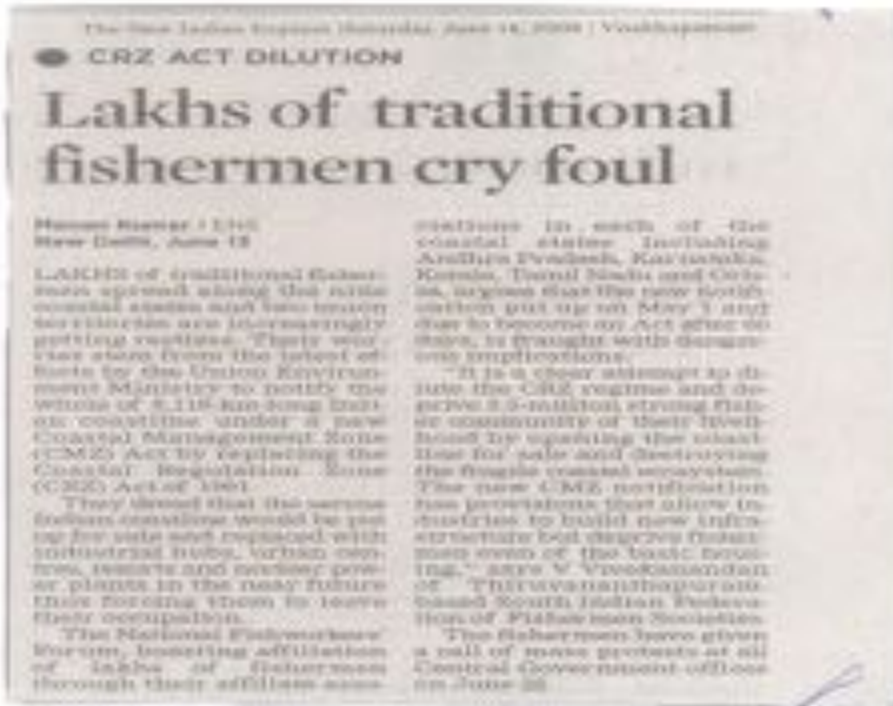 The New Indian Express | Saturday, June 14, 2008 | Visakhapatnam
CRZ ACT DILUTION
Lakhs of traditional
fishermen cry foul
Kumar / ENS
New Delhi, June 13
LAKHS of traditional fisher-
men spread along the nine
coastal states and two union
territories are increasingly
getting restless. Their wor-
ries stem from the latest ef-
forts by the Union Environ-
ment Ministry to notify the
whole of long Indi-
an coastline under a new
Coastal Management Zone
(CMZ) Act by replacing the
Coastal Regulation Zone
(CRZ) Act of 1991.
They dread that the serene
Indian coastline would be put
up for sale and replaced with
industrial hubs, urban cen-
tres, resorts and nuclear pow-
er plants in the near future
thus forcing them to leave
their occupation.
The National Fishworkers'
Forum, boasting affiliation
of lakhs of fishermen
through their affiliate asso-
ciations in each of the
coastal states including
Andhra Pradesh, Karnataka,
Kerala, Tamil Nadu and Oris-
sa, argues that the new notifi-
cation put up on May 1 and
due to become an Act after 60
days, is fraught with danger-
ous implications.
"It is a clear attempt to di-
lute the CRZ regime and de-
prive strong fish-
er community of their liveli-
hood by opening the coast-
line for sale and destroying
the fragile coastal ecosystem.
The new CMZ notification
has provisions that allow in-
dustries to build new infra-
structure but deprive fisher-
men even of the basic hous-
ing," says V Vivekanandan
of Thiruvananthapuram-
based South Indian Federa-
tion of Fishermen Societies.
The fishermen have given
a call of mass protests at all
Central Government offices
on June